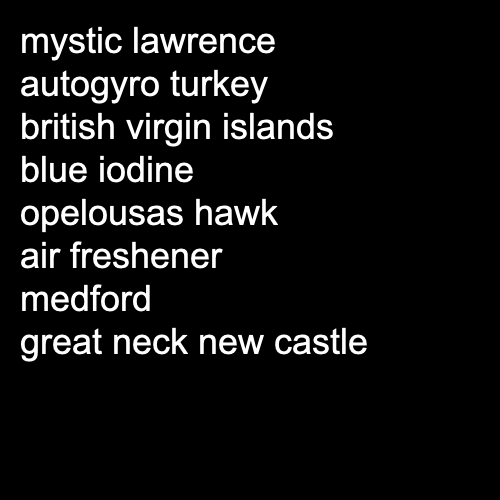 mystic lawrence
autogyro turkey
british virgin islands
blue iodine
opelousas hawk
air freshener
medford
great neck new castle